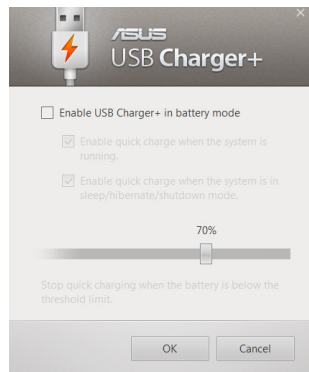 ASUS
USB Charger+
Enable USB Charger+ in battery mode
Enable quick charge when the system is
running.
Enable quick charge when the system is in
sleep/hibernate/shutdown mode.
70%
Stop quick charging when the battery is below the
threshold limit.
OK Cancel